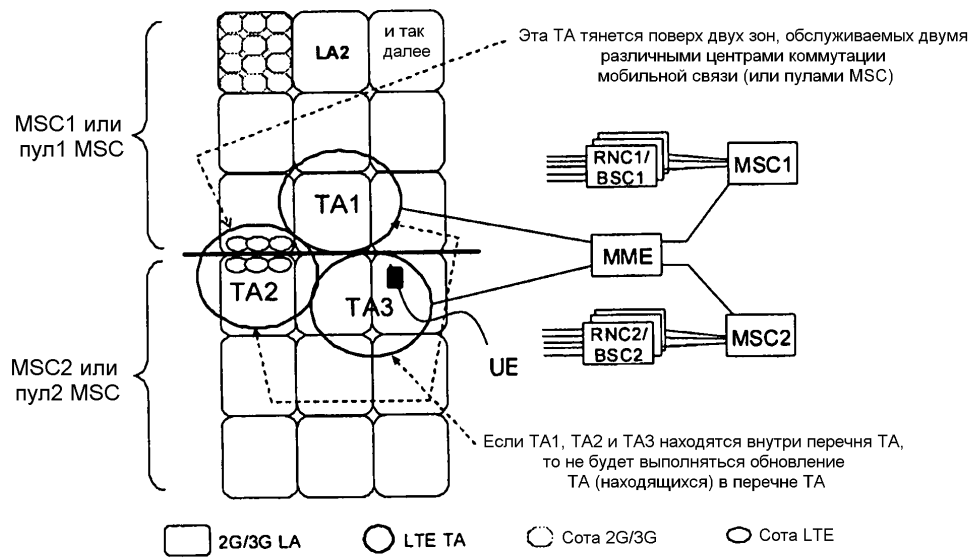 LA2
и так
далее
Эта TA тянется поверх двух зон, обслуживаемых двумя
различными центрами коммутации
мобильной связи (или пулами MSC)
MSC1 или
пул1 MSC
RNC1/
BSC1
MSC1
TA1
MME
TA2
TA3
RNC2/
BSC2
MSC2
UE
MSC2 или
пул2 MSC
Если TA1, TA2 и TA3 находятся внутри перечня TA,
то не будет выполняться обновление
TA (находящихся) в перечне TA
2G/3G LA
LTE TA
Сота 2G/3G
Сота LTE